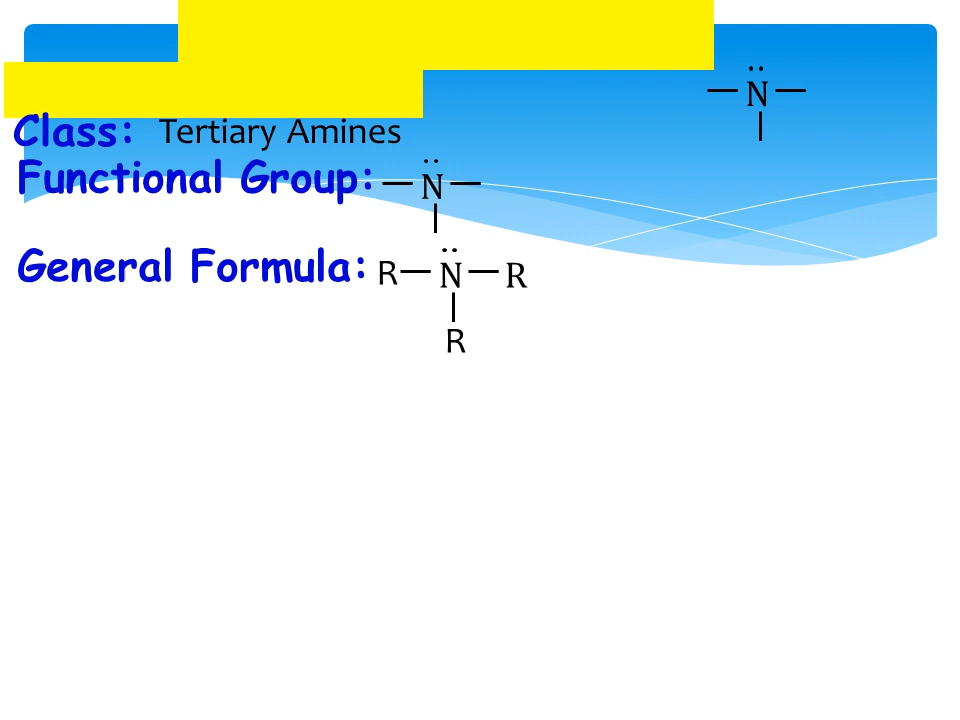 N
Class: Tertiary Amines
Functional Group: N
General Formula: R N R
R